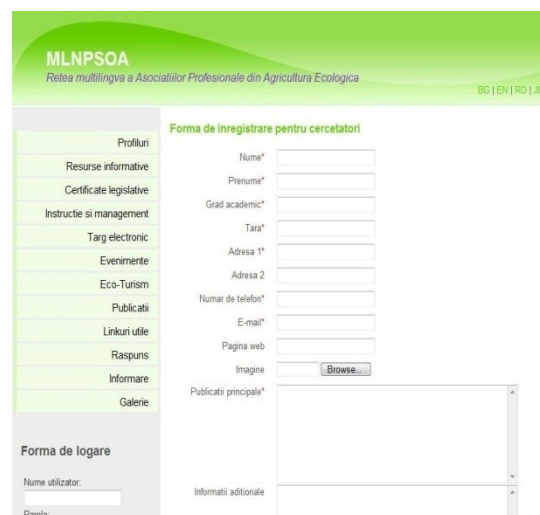 MLNPSOA
Retea multilingva a Asociatiilor Profesionale din Agricultura Ecologica
BG | EN | RO |
Profiluri
Resurse informative
Certificate legislative
Instructie si management
Targ electronic
Evenimente
Eco-Turism
Publicatii
Linkuri utile
Raspuns
Informare
Galerie
Forma de logare
Nume utilizator:
Parola:
Forma de inregistrare pentru cercetatori
Nume*
Prenume*
Grad academic*
Tara*
Adresa 1*
Adresa 2
Numar de telefon*
E-mail*
Pagina web
Imagine
Browse...
Publicatii principale*
Informatii aditionale